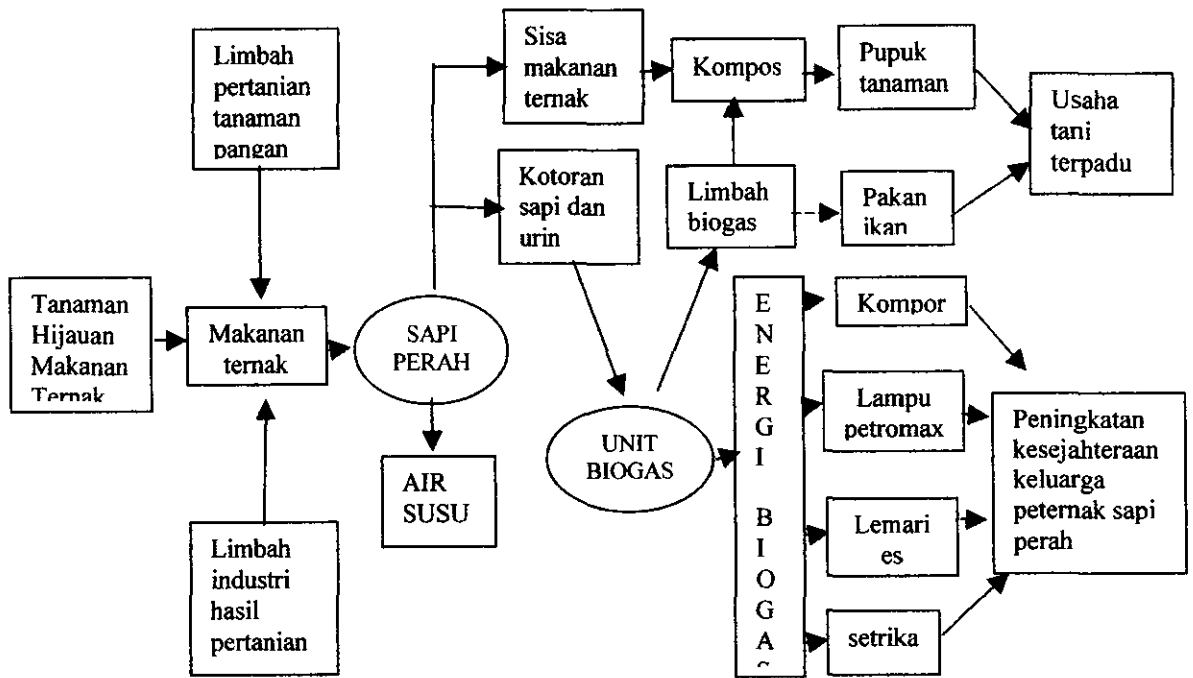 Limbah
pertanian
tanaman
pangan
Sisa
makanan
ternak
Kompos
Pupuk
tanaman
Usaha
tani
terpadu
Kotoran
sapi dan
urin
Limbah
biogas
Pakan
ikan
Tanaman
Hijauan
Makanan
Ternak
Makanan
ternak
SAPI
PERAH
AIR
SUSU
Limbah
industri
hasil
pertanian
UNIT
BIOGAS
E
N
E
R
G
I
B
I
O
G
A
S
Kompor
Lampu
petromax
Lemari
es
setrika
Peningkatan
kesejahteraan
keluarga
peternak sapi
perah